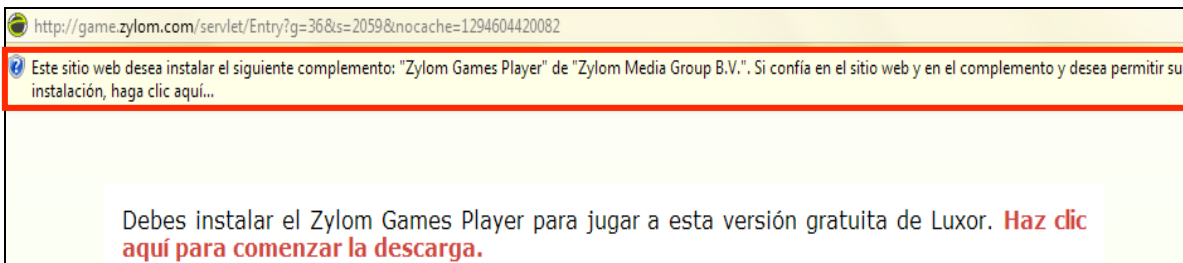 http://game.zylom.com/servlet/Entry?g=36&s=2059&nocache=1294604420082
Este sitio web desea instalar el siguiente complemento: "Zylom Games Player" de "Zylom Media Group B.V.". Si confía en el sitio web y en el complemento y desea permitir su
instalación, haga clic aquí...
Debes instalar el Zylom Games Player para jugar a esta versión gratuita de Luxor. Haz clic
aquí para comenzar la descarga.